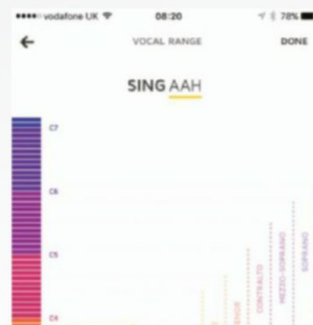 vodafone UK 08:20 78%
VOCAL RANGE DONE
SING AAH
C7
C6
C5
C4
CONTRALTO
MEZZO-SOPRANO
SOPRANO